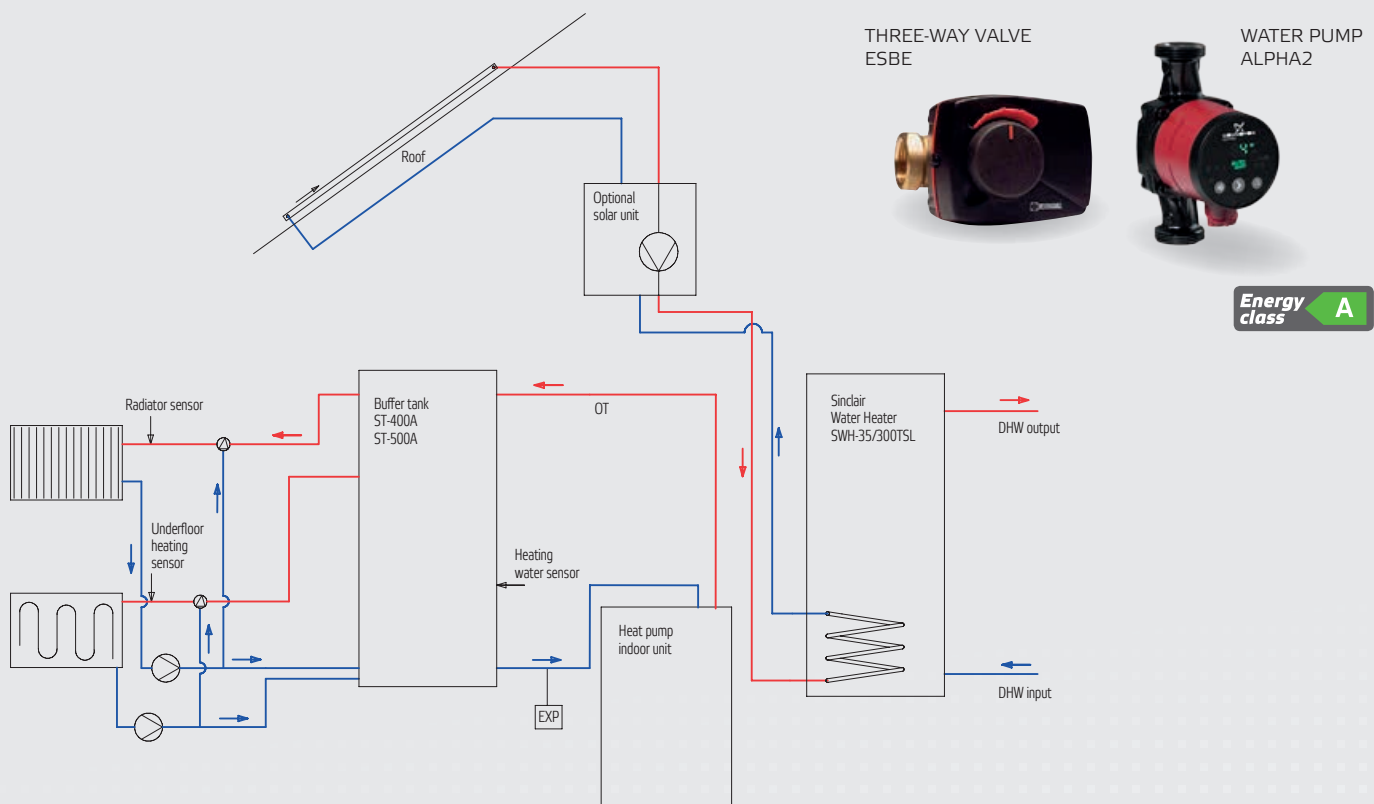 THREE-WAY VALVE
ESBE
WATER PUMP
ALPHA2
Energy
class
A
Roof
Optional
solar unit
Radiator sensor
Buffer tank
ST-400A
ST-500A
OT
Sinclair
Water Heater
SWH-35/300TSL
DHW output
Underfloor
heating
sensor
Heating
water sensor
Heat pump
indoor unit
DHW input
EXP